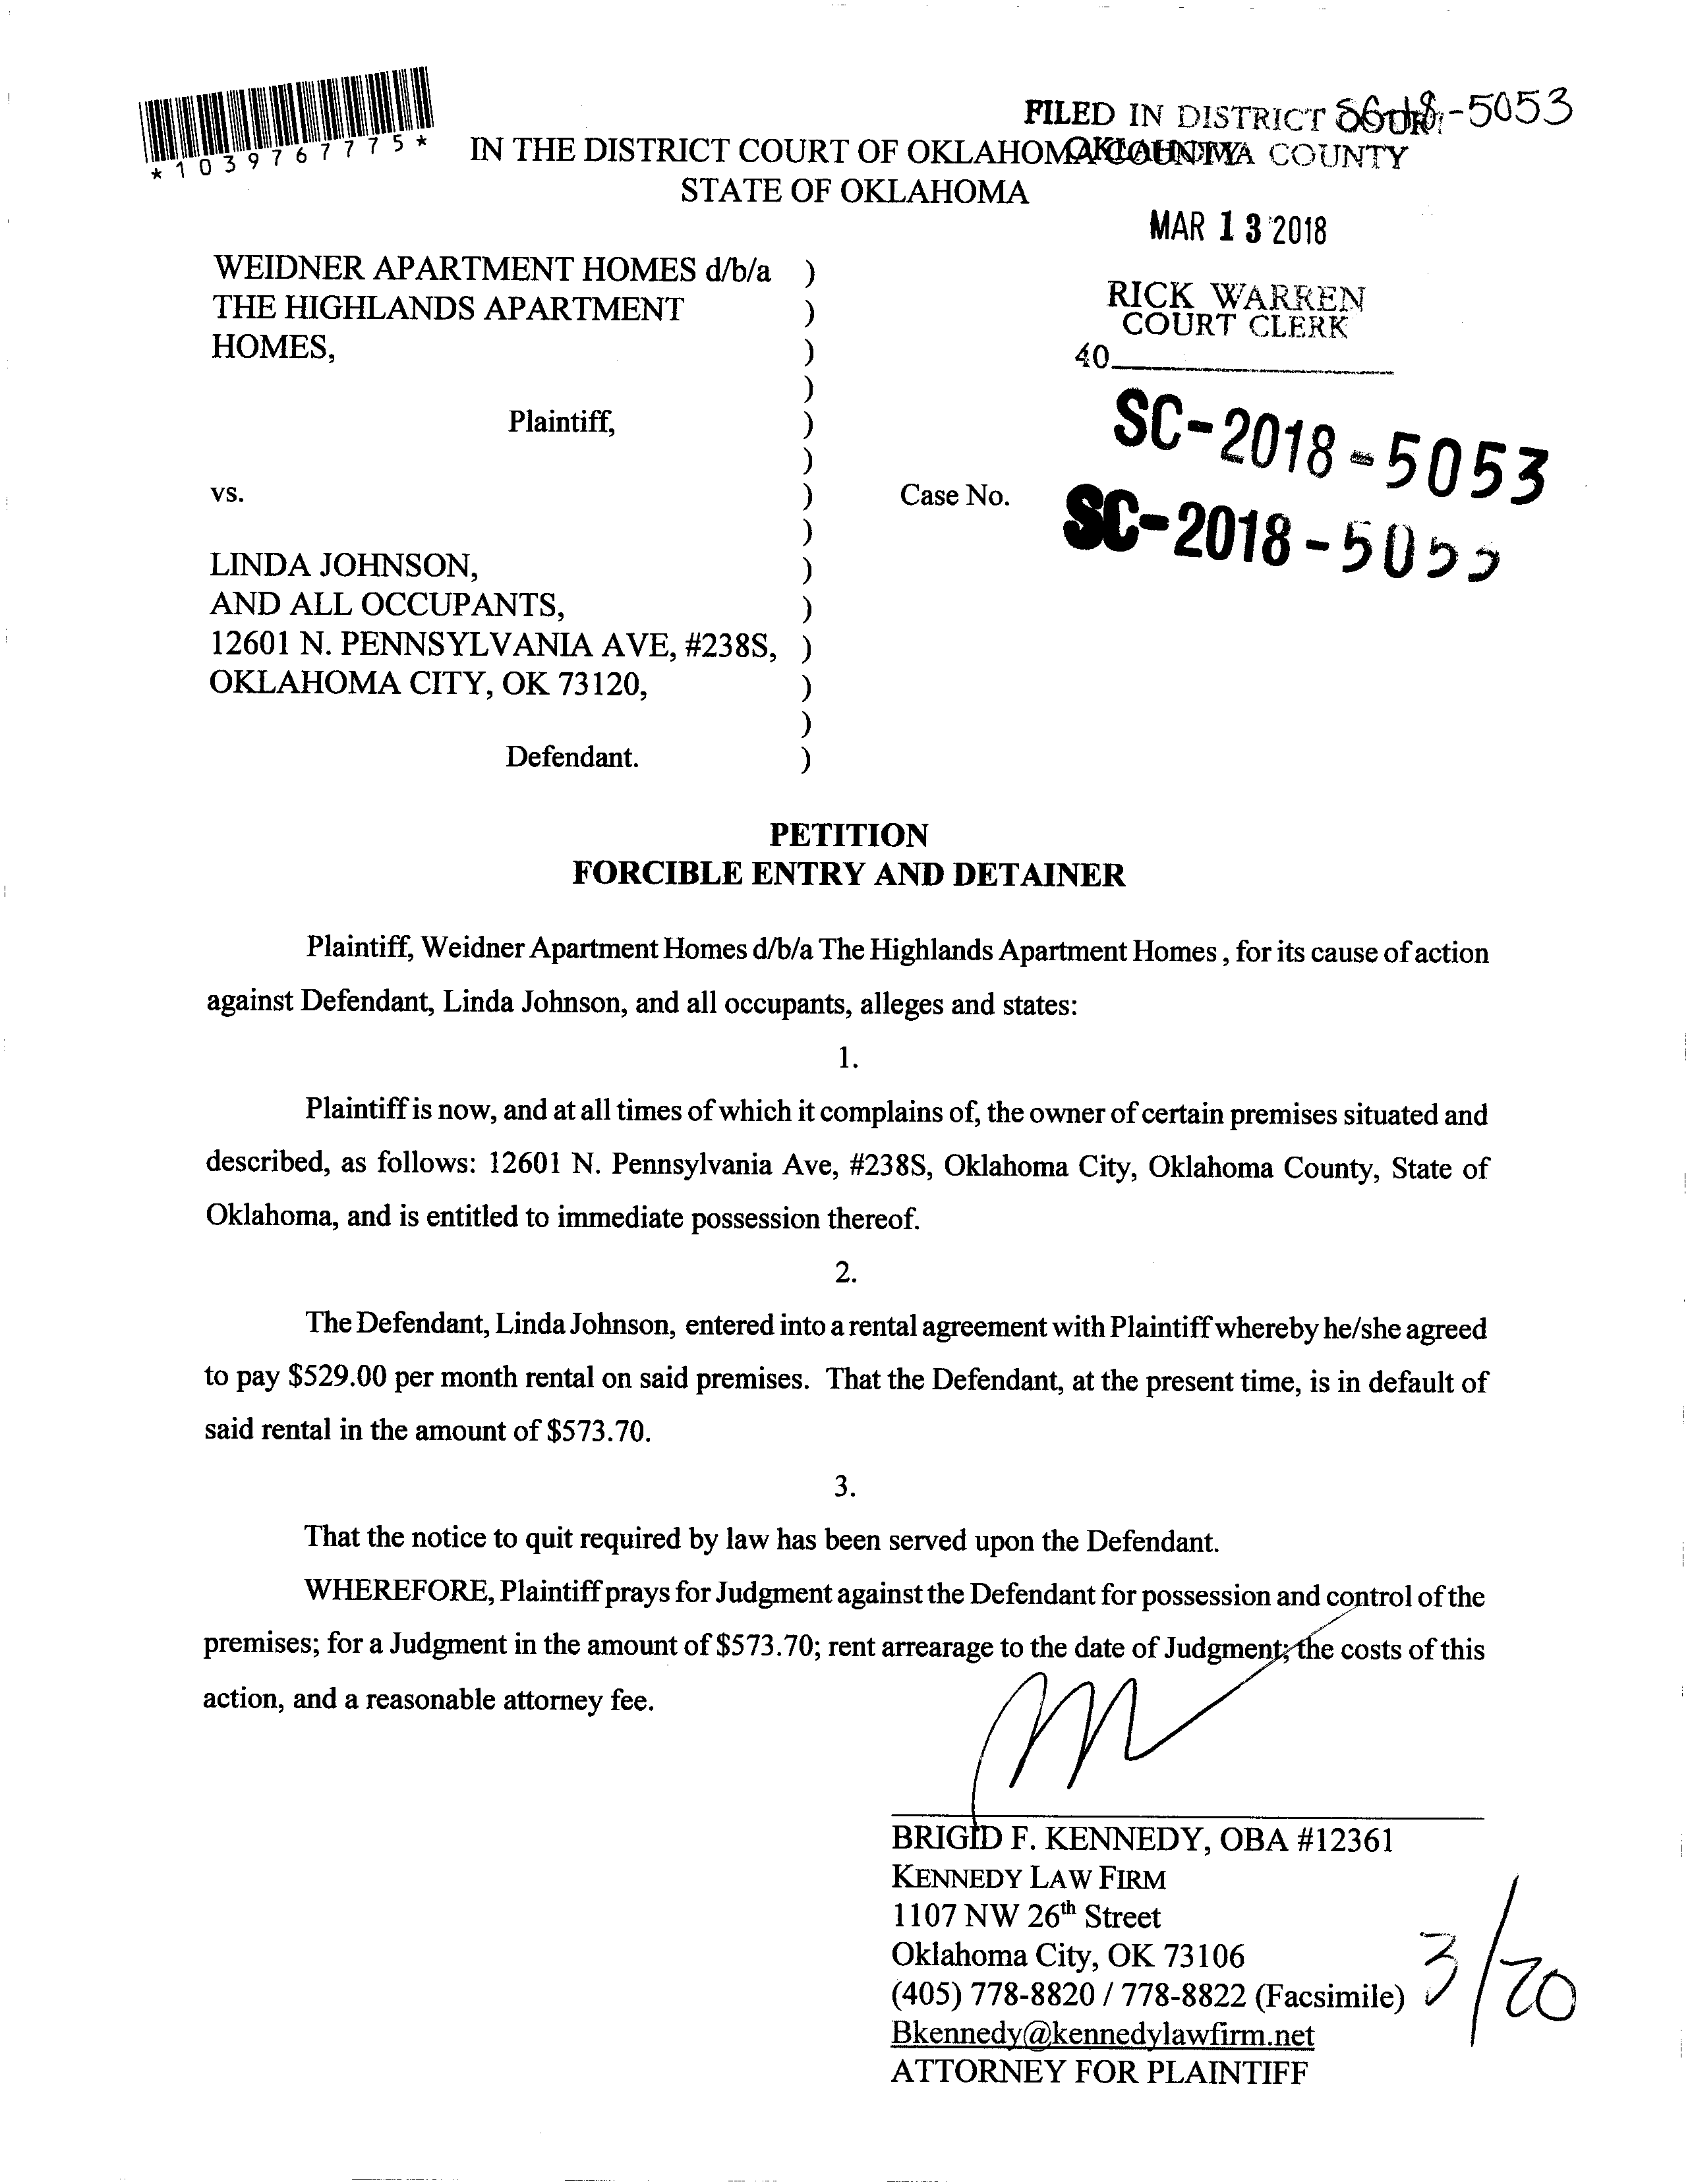 *1039767775*
FILED IN DISTRICT -5053
IN THE DISTRICT COURT OF OKLAHOMA COUNTY
OKLAHOMA COUNTY
STATE OF OKLAHOMA
MAR 13 2018
WEIDNER APARTMENT HOMES d/b/a )
THE HIGHLANDS APARTMENT )
HOMES, )
RICK WARREN
COURT CLERK
40
)
Plaintiff, )
SC-2018-5053
)
vs. ) Case No.
SC-2018-505
)
LINDA JOHNSON, )
AND ALL OCCUPANTS, )
12601 N. PENNSYLVANIA AVE, #238S, )
OKLAHOMA CITY, OK 73120, )
)
Defendant. )
PETITION
FORCIBLE ENTRY AND DETAINER
Plaintiff, Weidner Apartment Homes d/b/a The Highlands Apartment Homes , for its cause of action
against Defendant, Linda Johnson, and all occupants, alleges and states:
1.
Plaintiff is now, and at all times of which it complains of, the owner of certain premises situated and
described, as follows: 12601 N. Pennsylvania Ave, #238S, Oklahoma City, Oklahoma County, State of
Oklahoma, and is entitled to immediate possession thereof.
2.
The Defendant, Linda Johnson, entered into a rental agreement with Plaintiff whereby he/she agreed
to pay $529.00 per month rental on said premises. That the Defendant, at the present time, is in default of
said rental in the amount of $573.70.
3.
That the notice to quit required by law has been served upon the Defendant.
WHEREFORE, Plaintiff prays for Judgment against the Defendant for possession and control of the
premises; for a Judgment in the amount of $573.70; rent arrearage to the date of Judgment; the costs of this
action, and a reasonable attorney fee.
BRIGID F. KENNEDY, OBA #12361
KENNEDY LAW FIRM
1107 NW 26th Street
Oklahoma City, OK 73106
(405) 778-8820 / 778-8822 (Facsimile)
Bkennedy@kennedylawfirm.net
ATTORNEY FOR PLAINTIFF
3/20